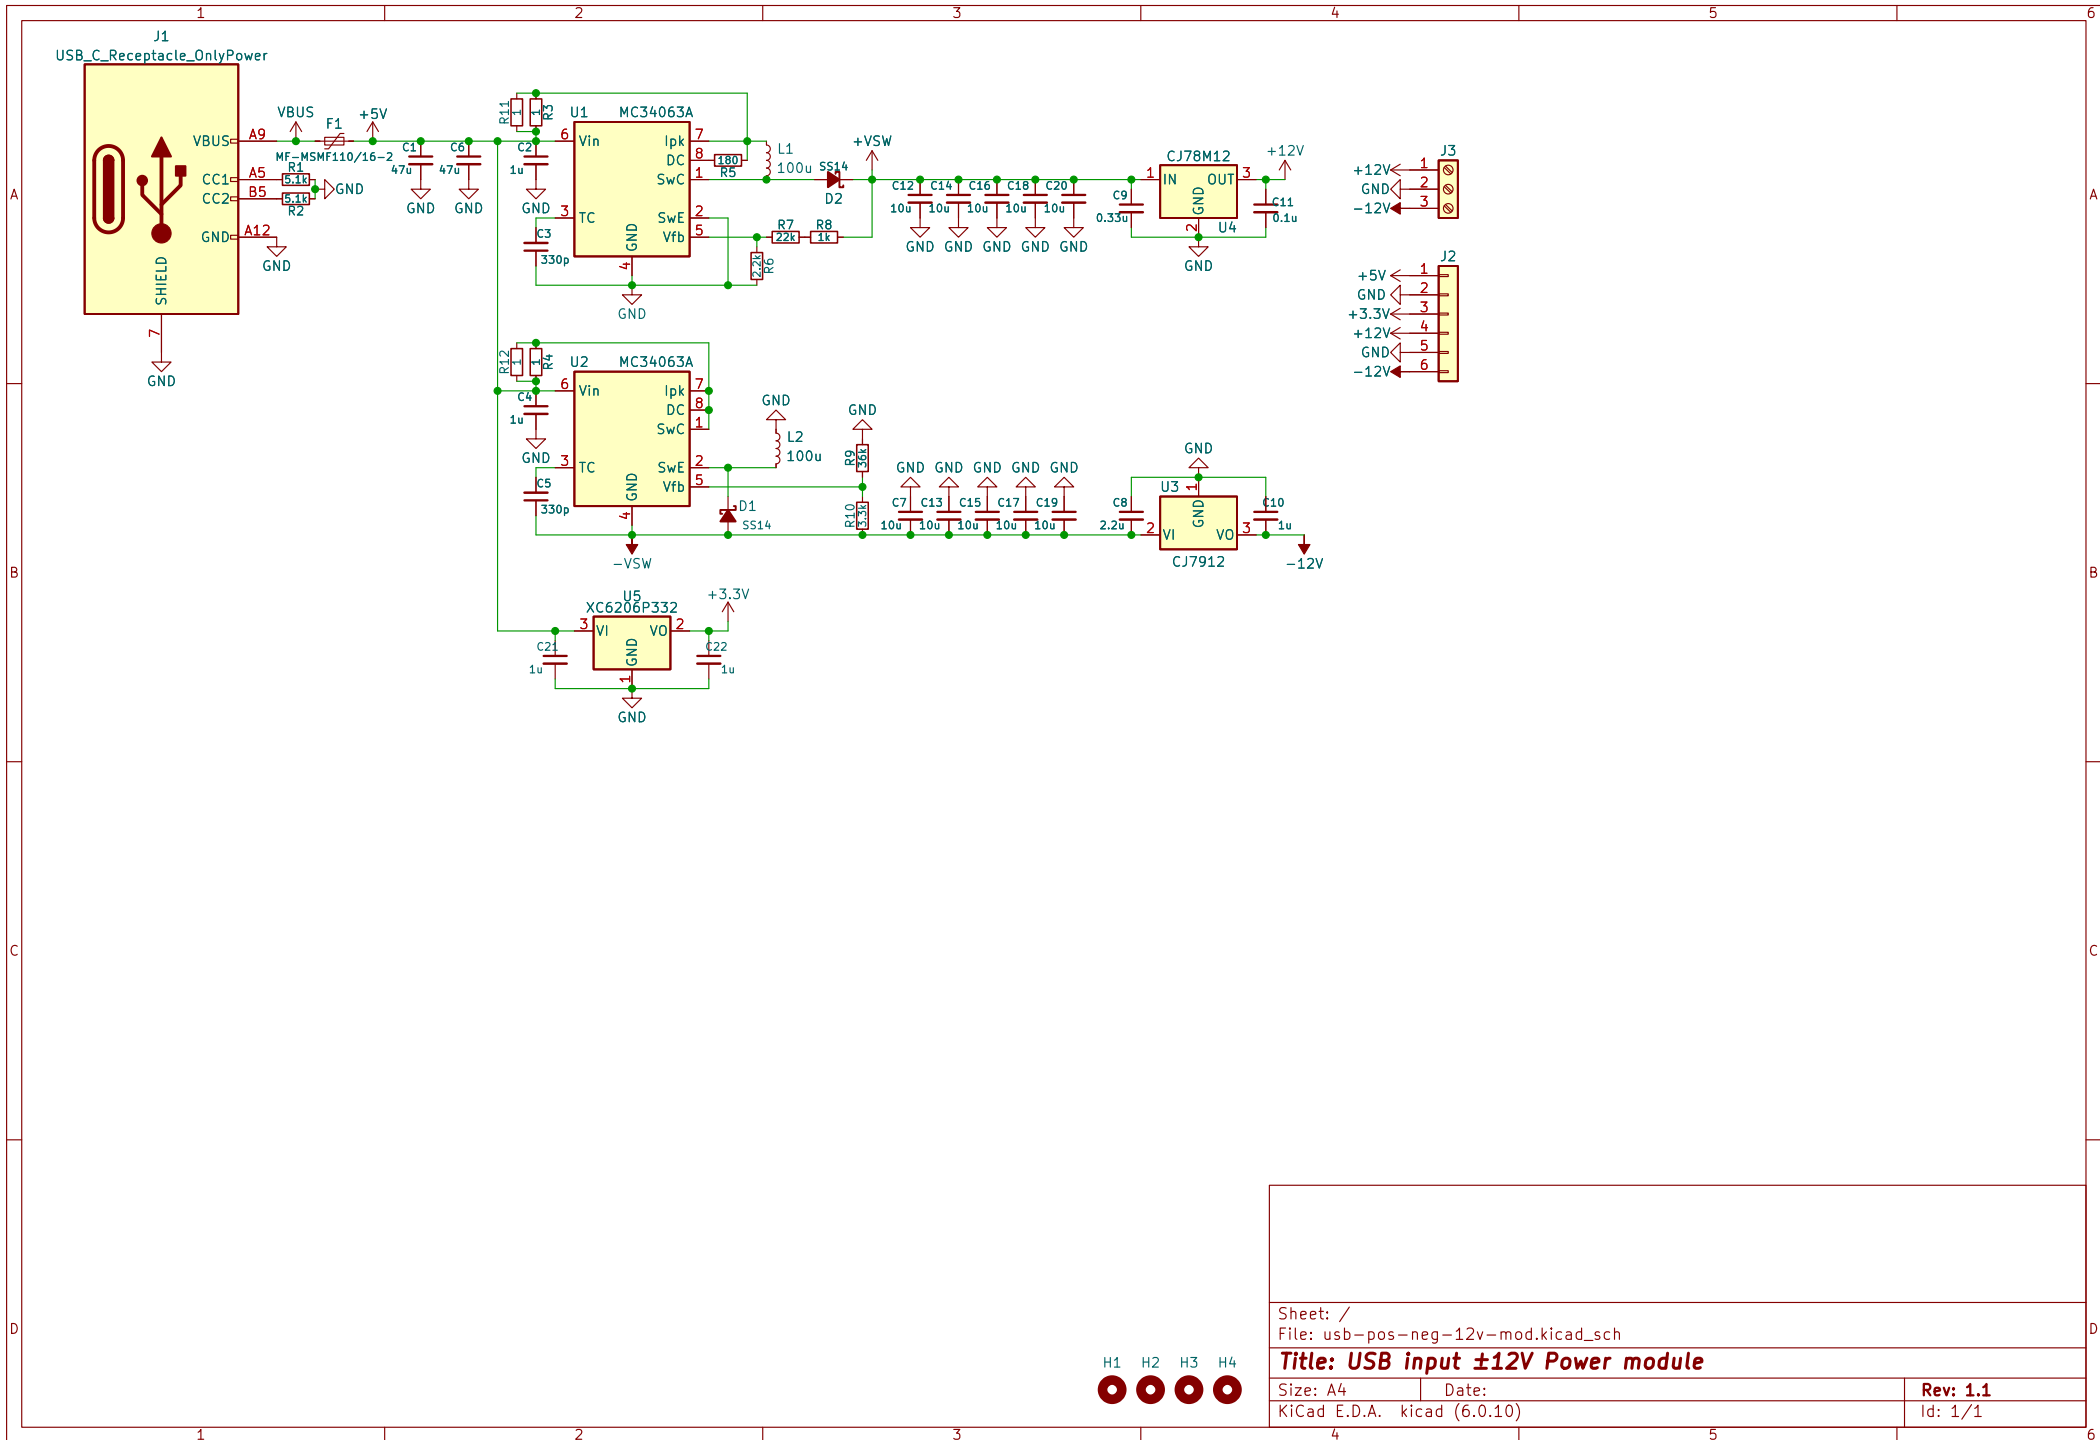 1 2 3 4 5 6
A B C D
A B C D
1 2 3 4 5 6
J1
USB_C_Receptacle_OnlyPower
VBUS A9
CC1 A5
CC2 B5
GND A12
SHIELD
7
GND
GND
VBUS
F1
MF-MSMF110/16-2
+5V
R1
5.1k
5.1k
R2
GND
C1
47u
GND
C6
47u
GND
C2
1u
GND
R11
1
1
R3
U1 MC34063A
6 Vin
3 TC
GND
4
Ipk 7
DC 8
SwC 1
SwE 2
Vfb 5
C3
330p
GND
180
R5
L1
100u
SS14
D2
+VSW
R7
22k
R8
1k
2.2k
R6
C12
10u
GND
C14
10u
GND
C16
10u
GND
C18
10u
GND
C20
10u
GND
C9
0.33u
CJ78M12
1 IN
OUT 3
GND
2
U4
GND
C11
0.1u
+12V
J3
+12V 1
GND 2
-12V 3
J2
+5V 1
GND 2
+3.3V 3
+12V 4
GND 5
-12V 6
R12
1
1
R4
U2 MC34063A
6 Vin
3 TC
GND
4
Ipk 7
DC 8
SwC 1
SwE 2
Vfb 5
C4
1u
GND
C5
330p
-VSW
GND
L2
100u
D1
SS14
GND
R9
36k
R10
3.3k
GND
C7
10u
GND
C13
10u
GND
C15
10u
GND
C17
10u
GND
C19
10u
C8
2.2u
GND
U3
1
GND
2 VI
VO 3
CJ7912
C10
1u
-12V
U5
XC6206P332
3 VI
VO 2
GND
1
C21
1u
C22
1u
+3.3V
GND
H1 H2 H3 H4
Sheet: /
File: usb-pos-neg-12v-mod.kicad_sch
Title: USB input ±12V Power module
Size: A4 Date: Rev: 1.1
KiCad E.D.A. kicad (6.0.10) Id: 1/1